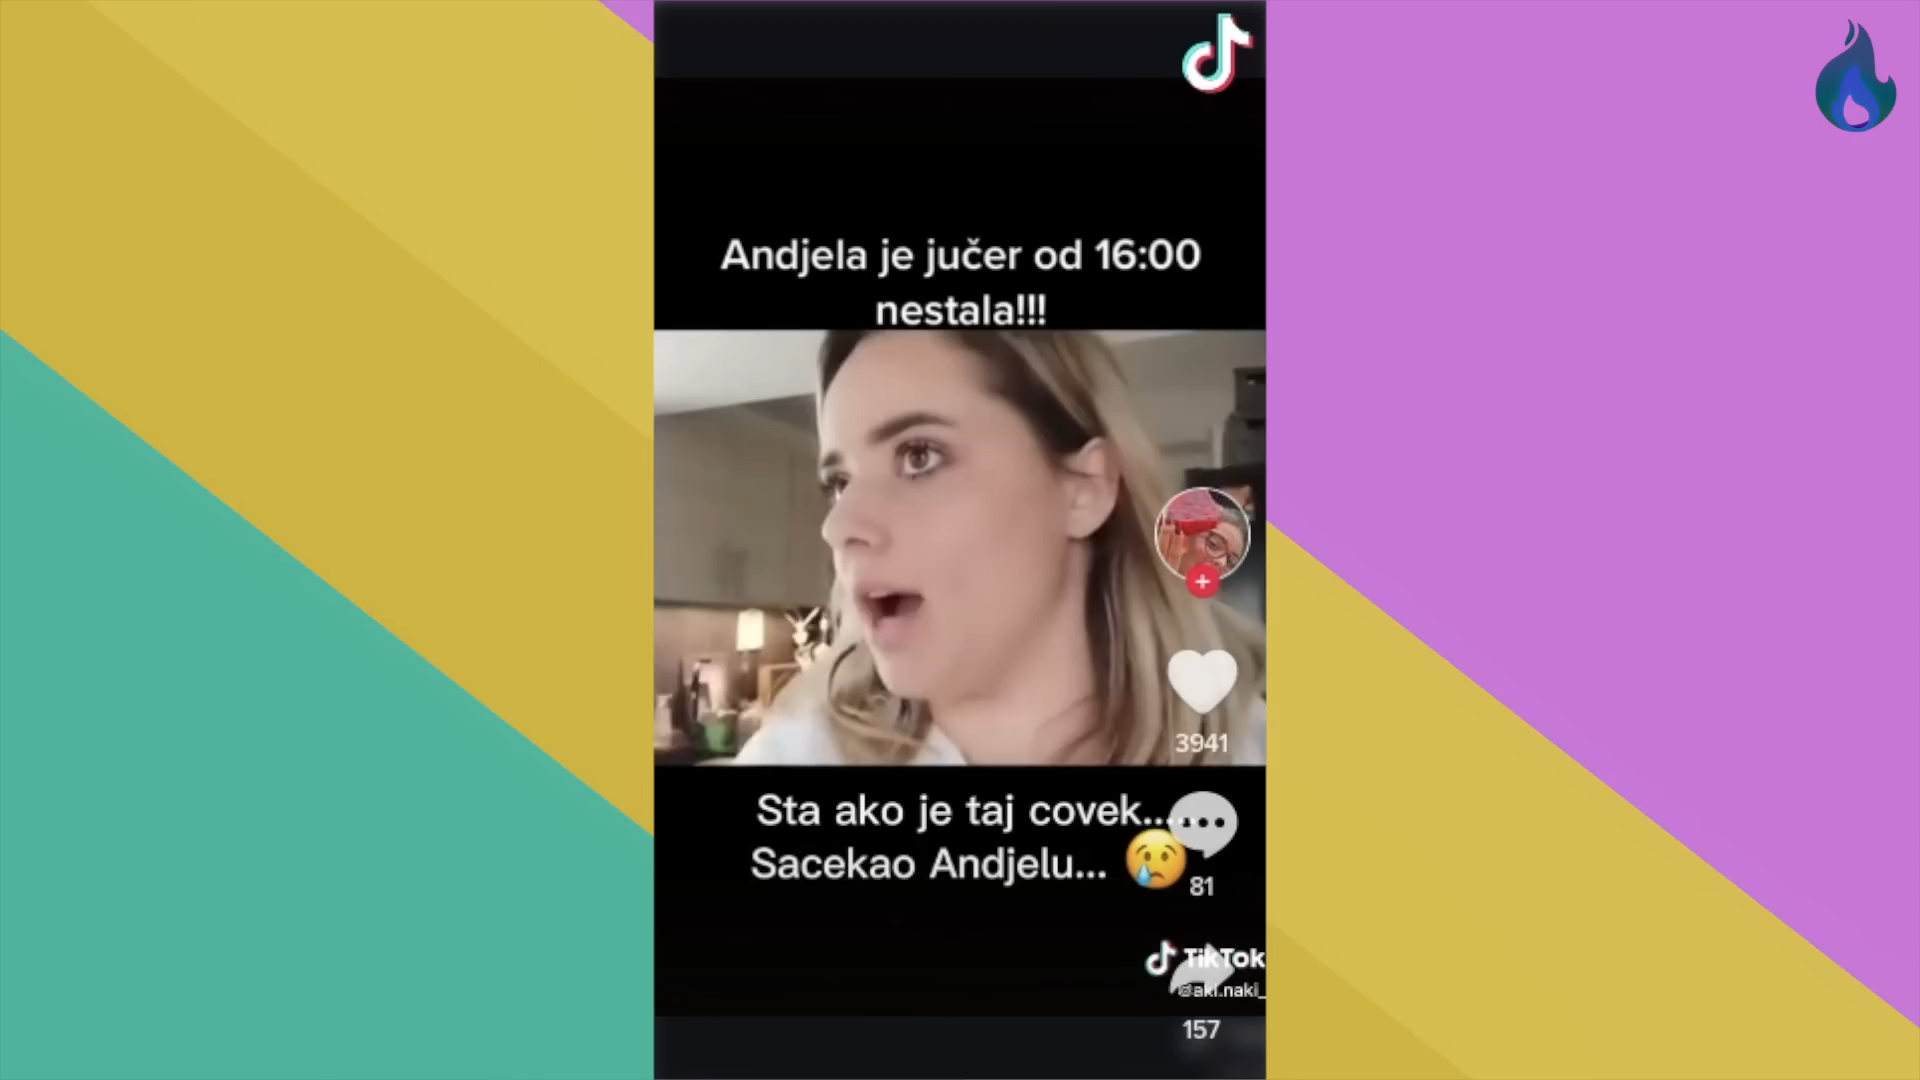 Andjela je jučer od 16:00
nestala!!!
3941
Sta ako je taj covek....
Sacekao Andjelu... 😢
81
TikTok
@aki.naki_
157